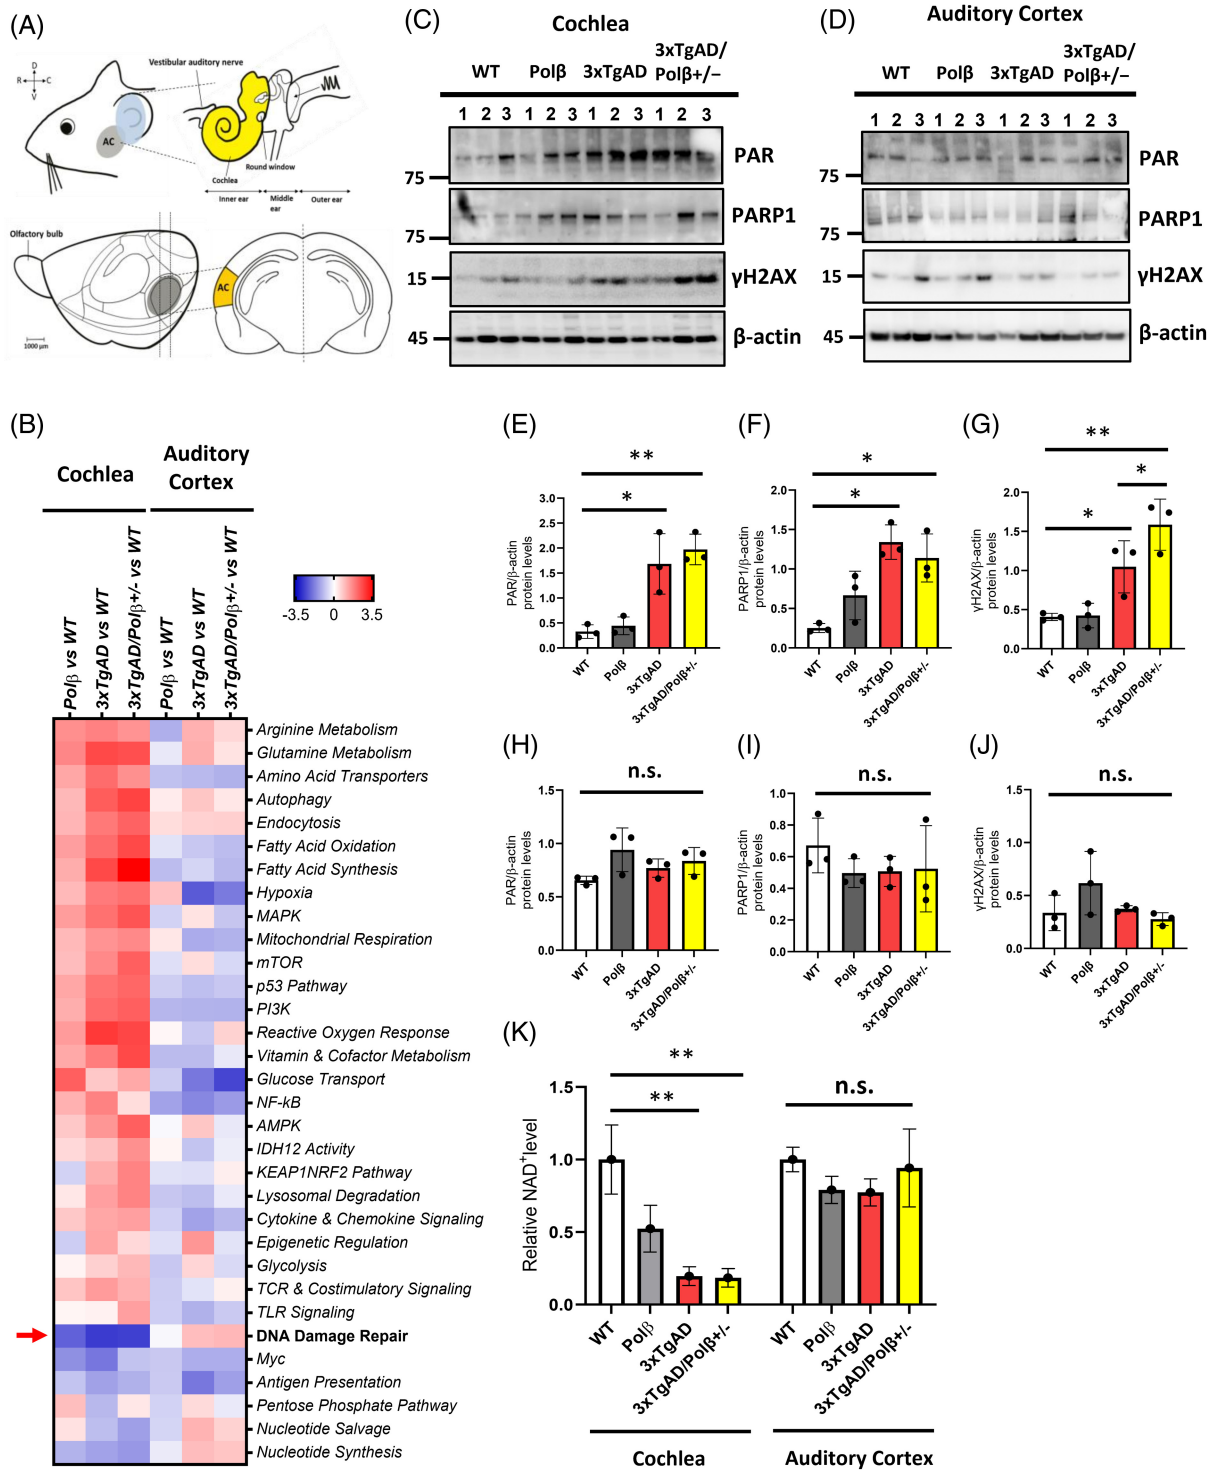 (A)
D
R
C
V
AC
Vestibular auditory nerve
Round window
Cochlea
Inner ear
Middle
ear
Outer ear
Olfactory bulb
AC
1000 µm
(C)
Cochlea
WT
Polβ
3xTgAD
3xTgAD/
Polβ+/−
1 2 3 1 2 3 1 2 3 1 2 3
PAR
75
PARP1
75
γH2AX
15
β-actin
45
(D)
Auditory Cortex
WT
Polβ
3xTgAD
3xTgAD/
Polβ+/−
1 2 3 1 2 3 1 2 3 1 2 3
PAR
75
PARP1
75
γH2AX
15
β-actin
45
(B)
Cochlea
Auditory
Cortex
Polβ vs WT
3xTgAD vs WT
3xTgAD/Polβ+/- vs WT
Polβ vs WT
3xTgAD vs WT
3xTgAD/Polβ+/- vs WT
-3.5 0 3.5
Arginine Metabolism
Glutamine Metabolism
Amino Acid Transporters
Autophagy
Endocytosis
Fatty Acid Oxidation
Fatty Acid Synthesis
Hypoxia
MAPK
Mitochondrial Respiration
mTOR
p53 Pathway
PI3K
Reactive Oxygen Response
Vitamin & Cofactor Metabolism
Glucose Transport
NF-kB
AMPK
IDH12 Activity
KEAP1NRF2 Pathway
Lysosomal Degradation
Cytokine & Chemokine Signaling
Epigenetic Regulation
Glycolysis
TCR & Costimulatory Signaling
TLR Signaling
DNA Damage Repair
Myc
Antigen Presentation
Pentose Phosphate Pathway
Nucleotide Salvage
Nucleotide Synthesis
(E)
**
*
3.0
2.5
2.0
1.5
1.0
0.5
0.0
PAR/β-actin
protein levels
WT
Polβ
3xTgAD
3xTgAD/Polβ+/-
(F)
*
*
2.0
1.5
1.0
0.5
0.0
PARP1/β-actin
protein levels
WT
Polβ
3xTgAD
3xTgAD/Polβ+/-
(G)
**
*
*
2.0
1.5
1.0
0.5
0.0
γH2AX/β-actin
protein levels
WT
Polβ
3xTgAD
3xTgAD/Polβ+/-
(H)
n.s.
1.5
1.0
0.5
0.0
PAR/β-actin
protein levels
WT
Polβ
3xTgAD
3xTgAD/Polβ+/-
(I)
n.s.
1.0
0.8
0.6
0.4
0.2
0.0
PARP1/β-actin
protein levels
WT
Polβ
3xTgAD
3xTgAD/Polβ+/-
(J)
n.s.
1.5
1.0
0.5
0.0
γH2AX/β-actin
protein levels
WT
Polβ
3xTgAD
3xTgAD/Polβ+/-
(K)
**
**
n.s.
1.5
1.0
0.5
0.0
Relative NAD+level
WT
Polβ
3xTgAD
3xTgAD/Polβ+/-
WT
Polβ
3xTgAD
3xTgAD/Polβ+/-
Cochlea
Auditory Cortex